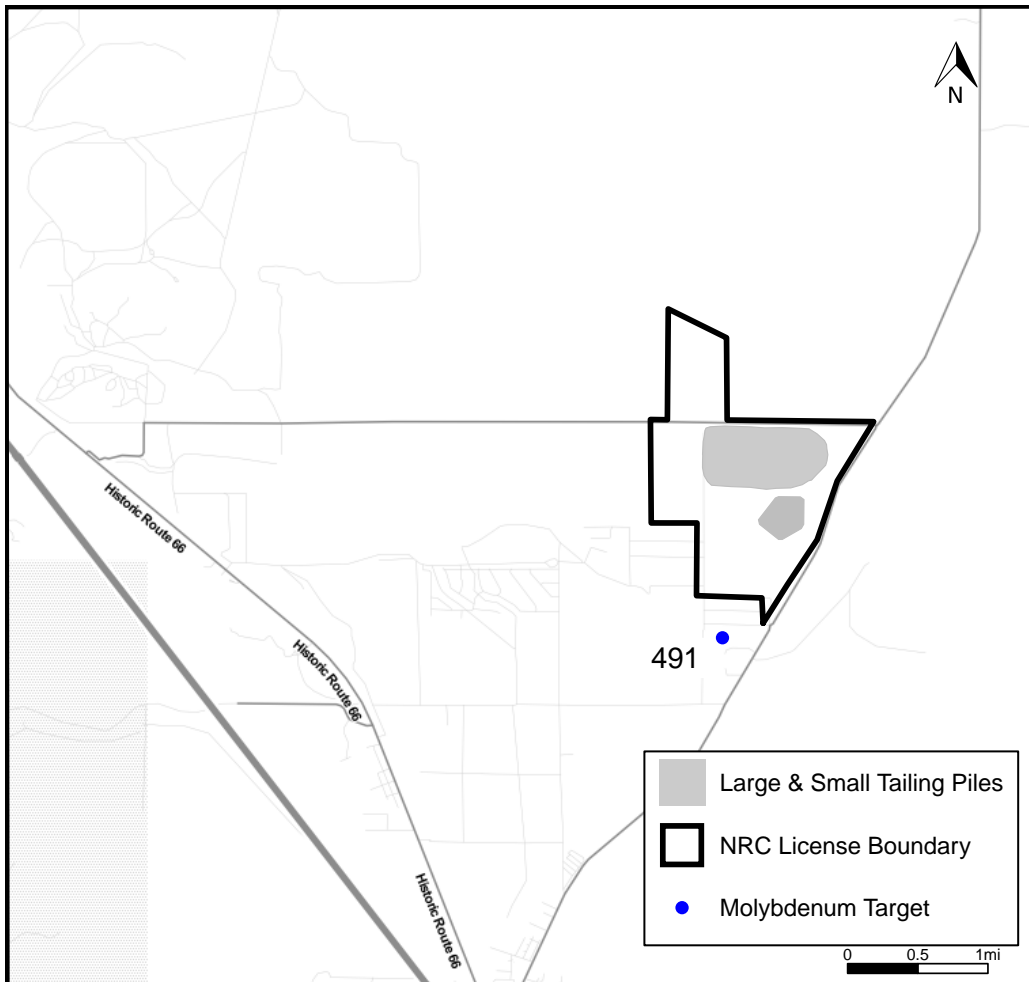 N
Historic Route 66
Historic Route 66
491
Historic Route 66
Large & Small Tailing Piles
NRC License Boundary
Molybdenum Target
0 0.5 1mi